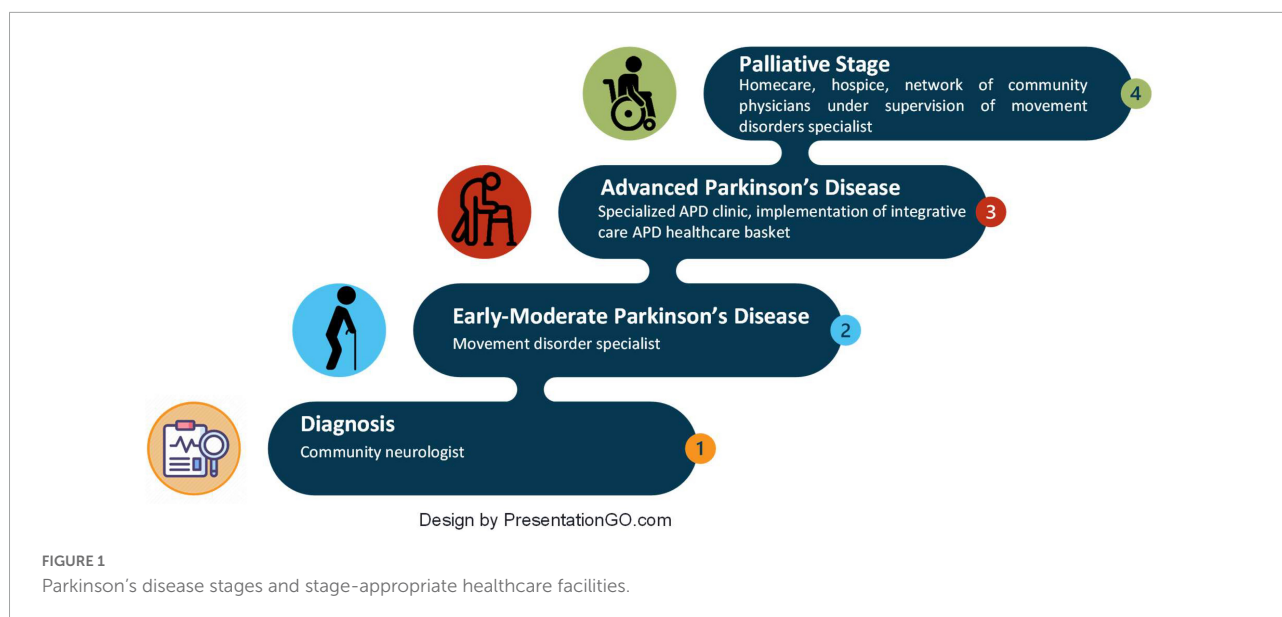 Palliative Stage
Homecare, hospice, network of community
physicians under supervision of movement
disorders specialist
4
Advanced Parkinson's Disease
Specialized APD clinic, implementation of integrative
care APD healthcare basket
3
Early-Moderate Parkinson's Disease
Movement disorder specialist
2
Diagnosis
Community neurologist
1
Design by PresentationGO.com
FIGURE 1
Parkinson's disease stages and stage-appropriate healthcare facilities.